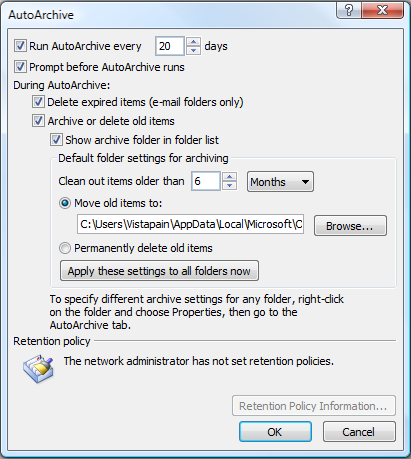 AutoArchive
Run AutoArchive every 20 days
Prompt before AutoArchive runs
During AutoArchive:
Delete expired items (e-mail folders only)
Archive or delete old items
Show archive folder in folder list
Default folder settings for archiving
Clean out items older than 6 Months
Move old items to:
C:\Users\Vistapain\AppData\Local\Microsoft\O Browse...
Permanently delete old items
Apply these settings to all folders now
To specify different archive settings for any folder, right-click
on the folder and choose Properties, then go to the
AutoArchive tab.
Retention policy
The network administrator has not set retention policies.
Retention Policy Information...
OK Cancel